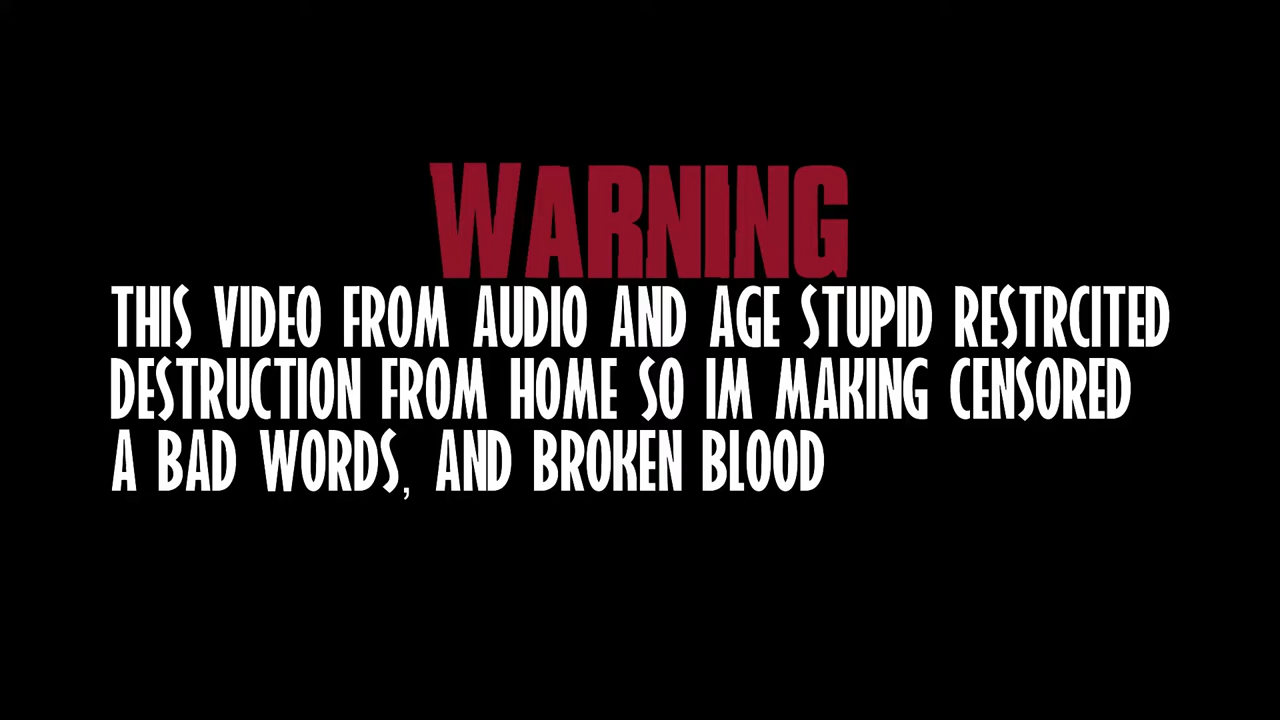 WARNING
THIS VIDEO FROM AUDIO AND AGE STUPID RESTRCITED
DESTRUCTION FROM HOME SO IM MAKING CENSORED
A BAD WORDS, AND BROKEN BLOOD